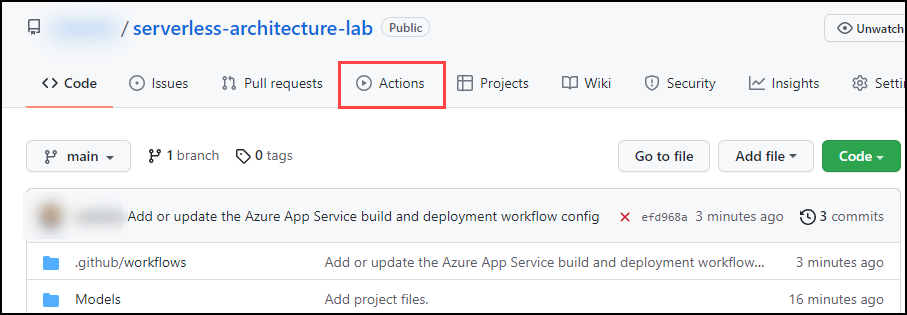 / serverless-architecture-lab Public Unwatch
Code Issues Pull requests Actions Projects Wiki Security Insights
main 1 branch 0 tags Go to file Add file Code
Add or update the Azure App Service build and deployment workflow config efd968a 3 minutes ago 3 commits
.github/workflows Add or update the Azure App Service build and deployment workflow... 3 minutes ago
Models Add project files. 16 minutes ago